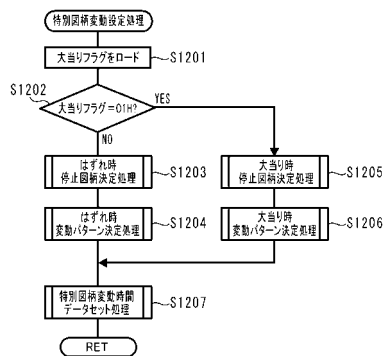 特別図柄変動設定処理
大当りフラグをロード
S1201
S1202
大当りフラグ=01H?
YES
NO
はずれ時
停止図柄決定処理
S1203
大当り時
停止図柄決定処理
S1205
はずれ時
変動パターン決定処理
S1204
大当り時
変動パターン決定処理
S1206
特別図柄変動時間
データセット処理
S1207
RET